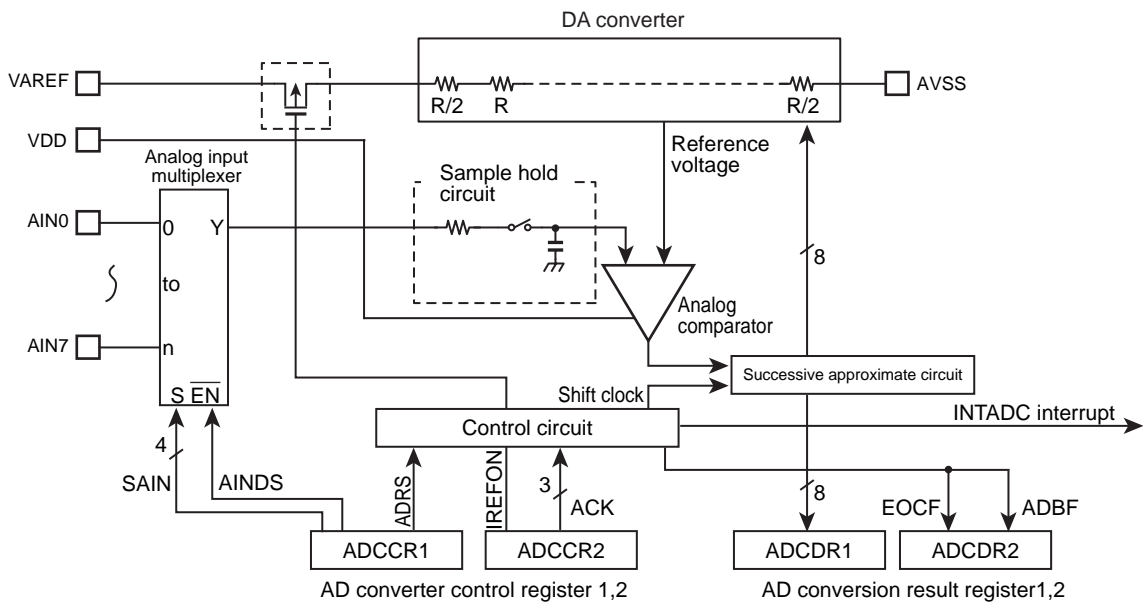 DA converter
VAREF
R/2
R
R/2
AVSS
VDD
Analog input
multiplexer
Sample hold
circuit
Reference
voltage
AIN0
0
Y
8
to
Analog
comparator
AIN7
n
S
EN
Shift clock
Successive approximate circuit
INTADC interrupt
Control circuit
4
SAIN
AINDS
ADRS
IREFON
3
ACK
8
EOCF
ADBF
ADCCR1
ADCCR2
ADCDR1
ADCDR2
AD converter control register 1,2
AD conversion result register1,2